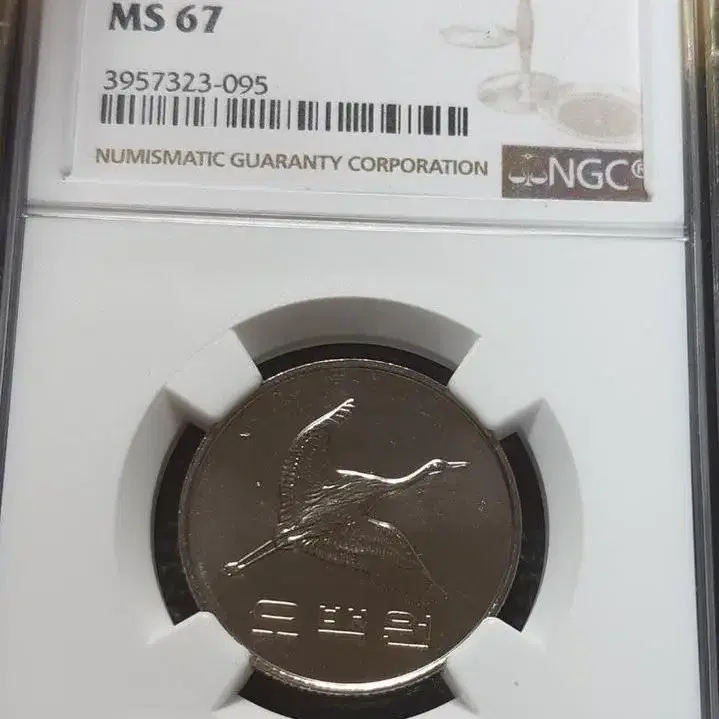 MS 67
3957323-095
NUMISMATIC GUARANTY CORPORATION
NGC®
오백원